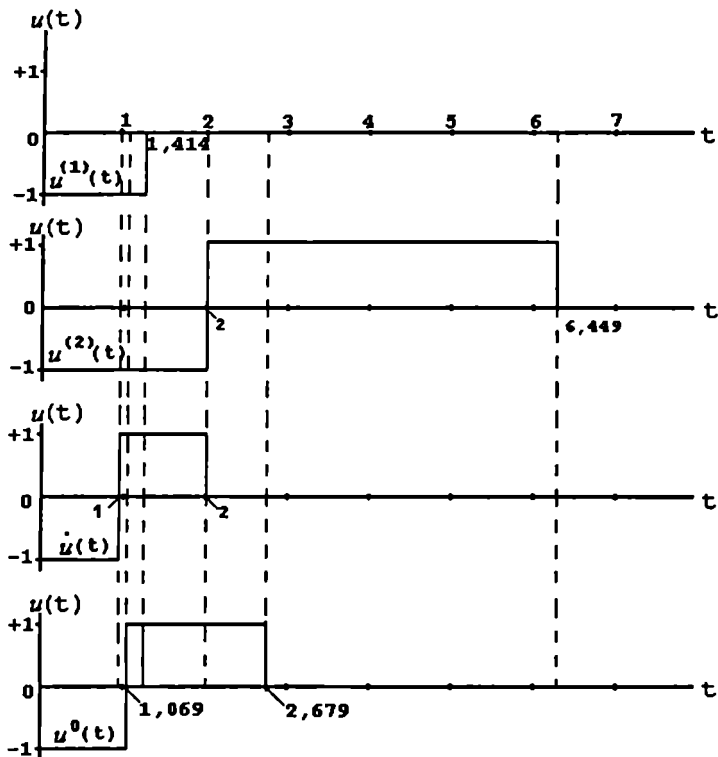 u(t)
+1
1 2 3 4 5 6 7
0 t
1,414
u(1)(t)
-1
u(t)
+1
0 t
2
6,449
u(2)(t)
-1
u(t)
+1
0 t
1 2
u̇(t)
-1
u(t)
+1
0 t
1,069 2,679
u0(t)
-1